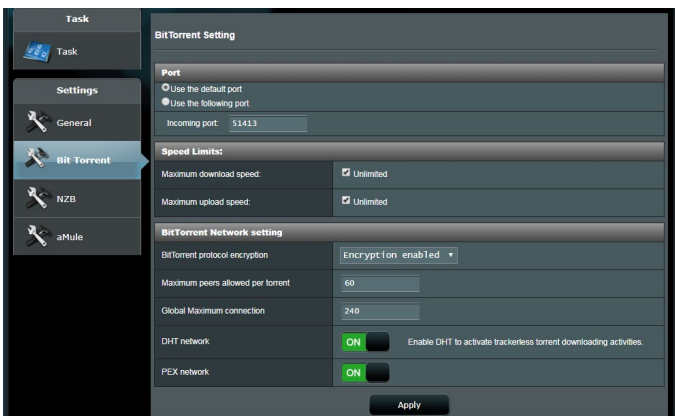 Task
Task
Settings
General
Bit Torrent
NZB
aMule
BitTorrent Setting
Port
Use the default port
Use the following port
Incoming port: 51413
Speed Limits:
Maximum download speed: Unlimited
Maximum upload speed: Unlimited
BitTorrent Network setting
BitTorrent protocol encryption Encryption enabled
Maximum peers allowed per torrent 60
Global Maximum connection 240
DHT network ON Enable DHT to activate trackerless torrent downloading activities.
PEX network ON
Apply